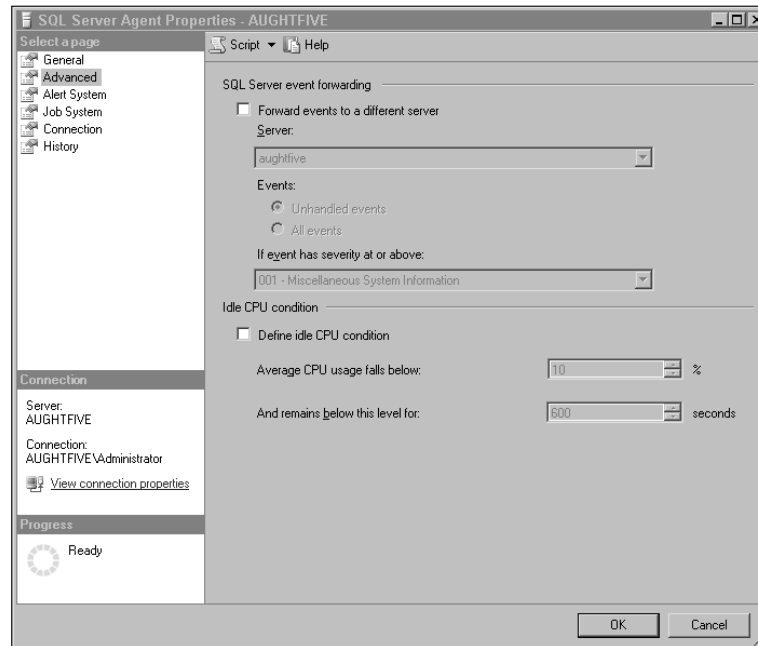 SQL Server Agent Properties - AUGHTFIVE
Select a page
General
Advanced
Alert System
Job System
Connection
History
Script
Help
SQL Server event forwarding
Forward events to a different server
Server:
aughtfive
Events:
Unhandled events
All events
If event has severity at or above:
001 - Miscellaneous System Information
Idle CPU condition
Define idle CPU condition
Average CPU usage falls below:
10 %
And remains below this level for:
600 seconds
Connection
Server:
AUGHTFIVE
Connection:
AUGHTFIVE\Administrator
View connection properties
Progress
Ready
OK
Cancel